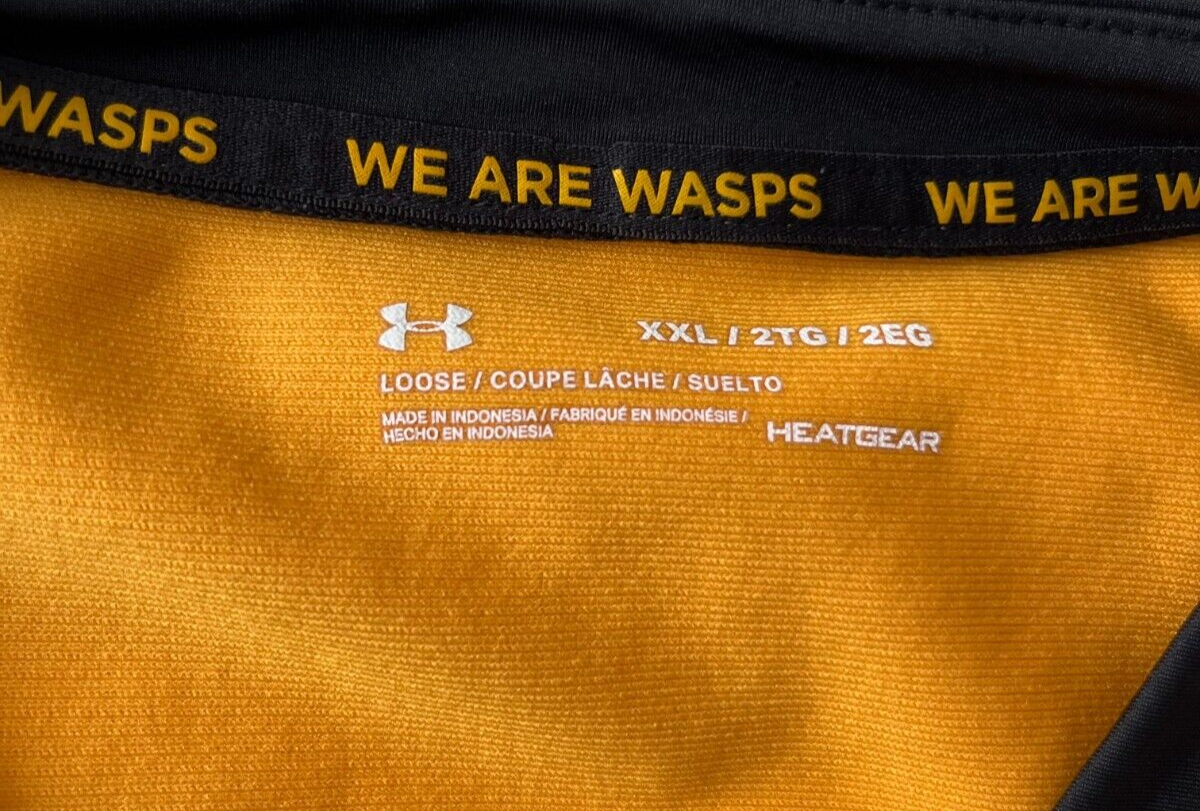 WASPS WE ARE WASPS WE ARE W
XXL / 2TG / 2EG
LOOSE / COUPE LÂCHE / SUELTO
MADE IN INDONESIA / FABRIQUÉ EN INDONÉSIE /
HECHO EN INDONESIA
HEATGEAR